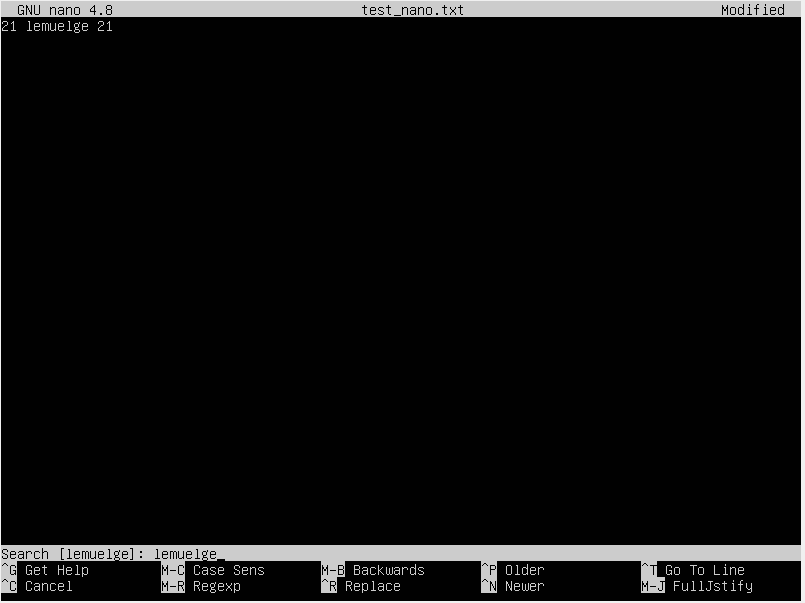 GNU nano 4.8 test_nano.txt Modified
21 lemuelge 21
Search [lemuelge]: lemuelge_
^G Get Help M-C Case Sens M-B Backwards ^P Older ^T Go To Line
^C Cancel M-R Regexp ^R Replace ^N Newer M-J FullJstify